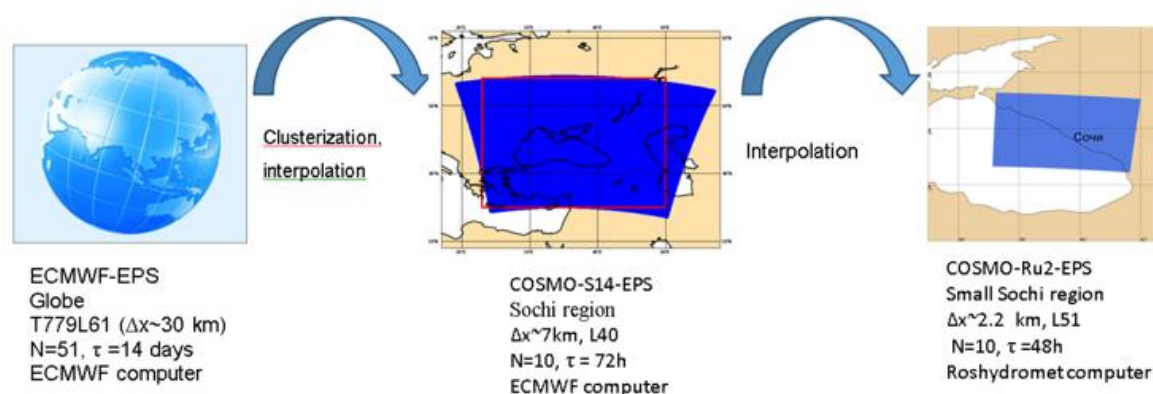 Clusterization,
interpolation
Interpolation
Сочи
ECMWF-EPS
Globe
T779L61 (Δx~30 km)
N=51, τ =14 days
ECMWF computer
COSMO-S14-EPS
Sochi region
Δx~7km, L40
N=10, τ = 72h
ECMWF computer
COSMO-Ru2-EPS
Small Sochi region
Δx~2.2 km, L51
N=10, τ =48h
Roshydromet computer